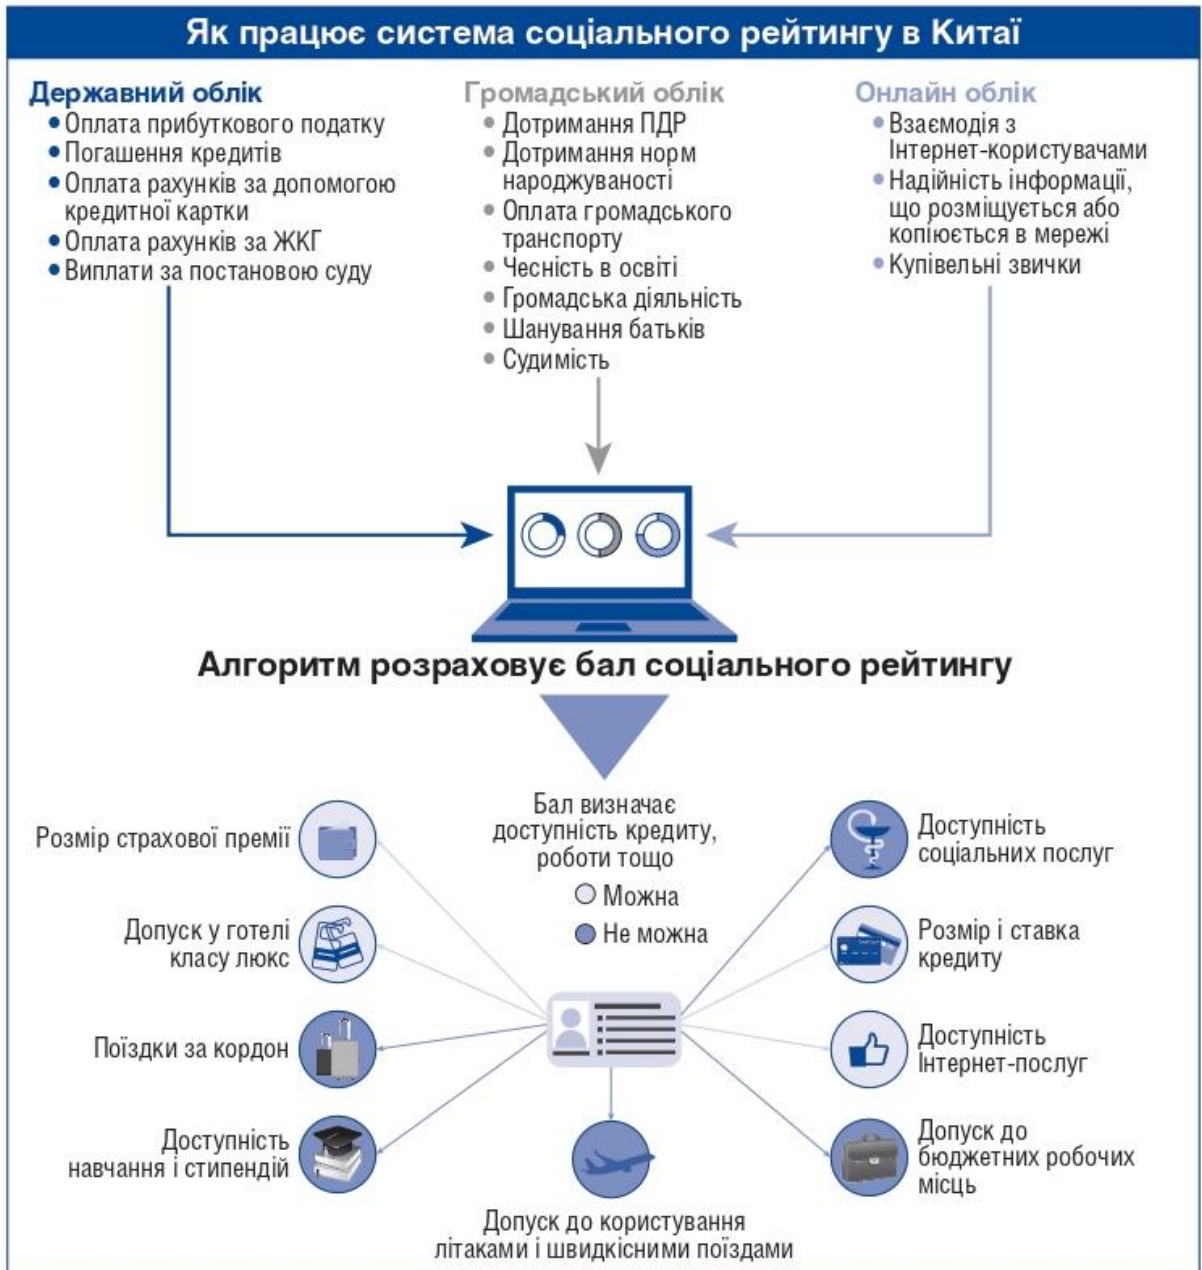 Як працює система соціального рейтингу в Китаї
Державний облік
• Оплата прибуткового податку
• Погашення кредитів
• Оплата рахунків за допомогою
кредитної картки
• Оплата рахунків за ЖКГ
• Виплати за постановою суду
Громадський облік
• Дотримання ПДР
• Дотримання норм
народжуваності
• Оплата громадського
транспорту
• Чесність в освіті
• Громадська діяльність
• Шанування батьків
• Судимість
Онлайн облік
• Взаємодія з
Інтернет-користувачами
• Надійність інформації,
що розміщується або
копіюється в мережі
• Купівельні звички
Алгоритм розраховує бал соціального рейтингу
Бал визначає
доступність кредиту,
роботи тощо
Можна
Не можна
Розмір страхової премії
Допуск у готелі
класу люкс
Поїздки за кордон
Доступність
навчання і стипендій
Допуск до користування
літаками і швидкісними поїздами
Доступність
соціальних послуг
Розмір і ставка
кредиту
Доступність
Інтернет-послуг
Допуск до
бюджетних робочих
місць